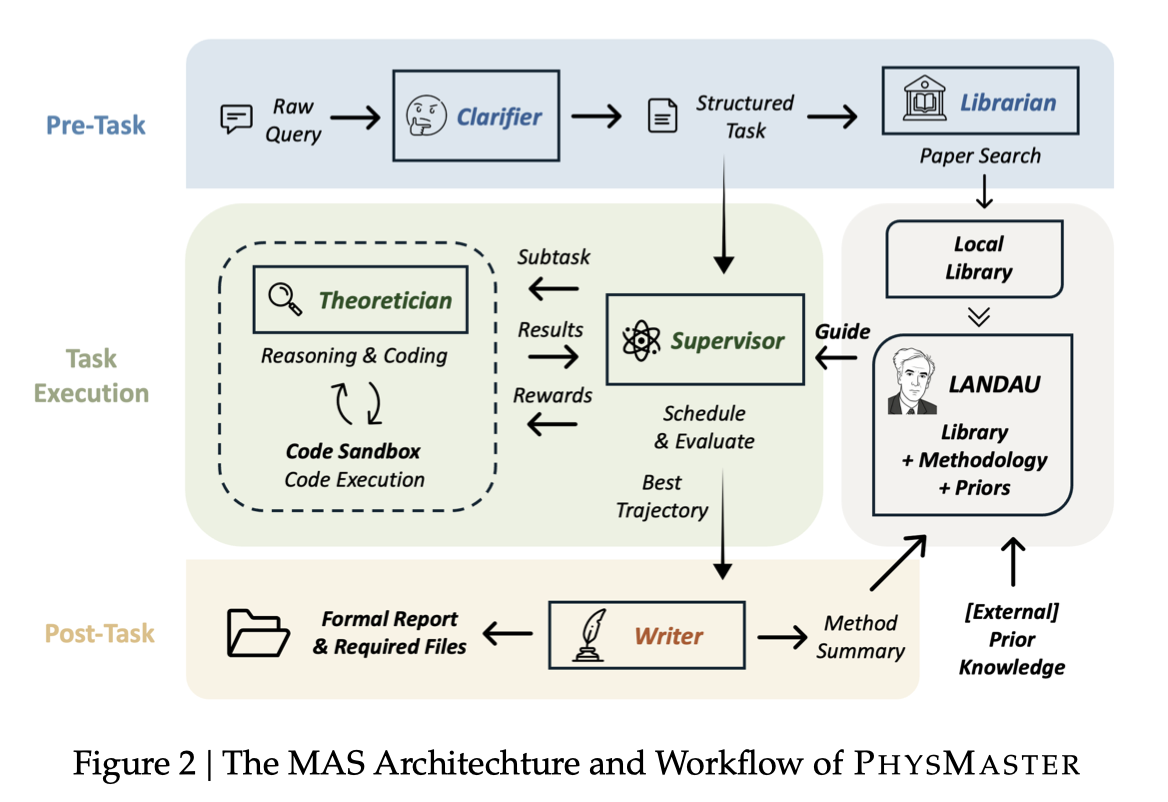 Pre-Task
Raw
Query
Clarifier
Structured
Task
Librarian
Paper Search
Local
Library
Task
Execution
Theoretician
Reasoning & Coding
Code Sandbox
Code Execution
Subtask
Results
Rewards
Supervisor
Schedule
& Evaluate
Best
Trajectory
Guide
LANDAU
Library
+ Methodology
+ Priors
Post-Task
Formal Report
& Required Files
Writer
Method
Summary
[External]
Prior
Knowledge
Figure 2 | The MAS Architechture and Workflow of PHYSMASTER